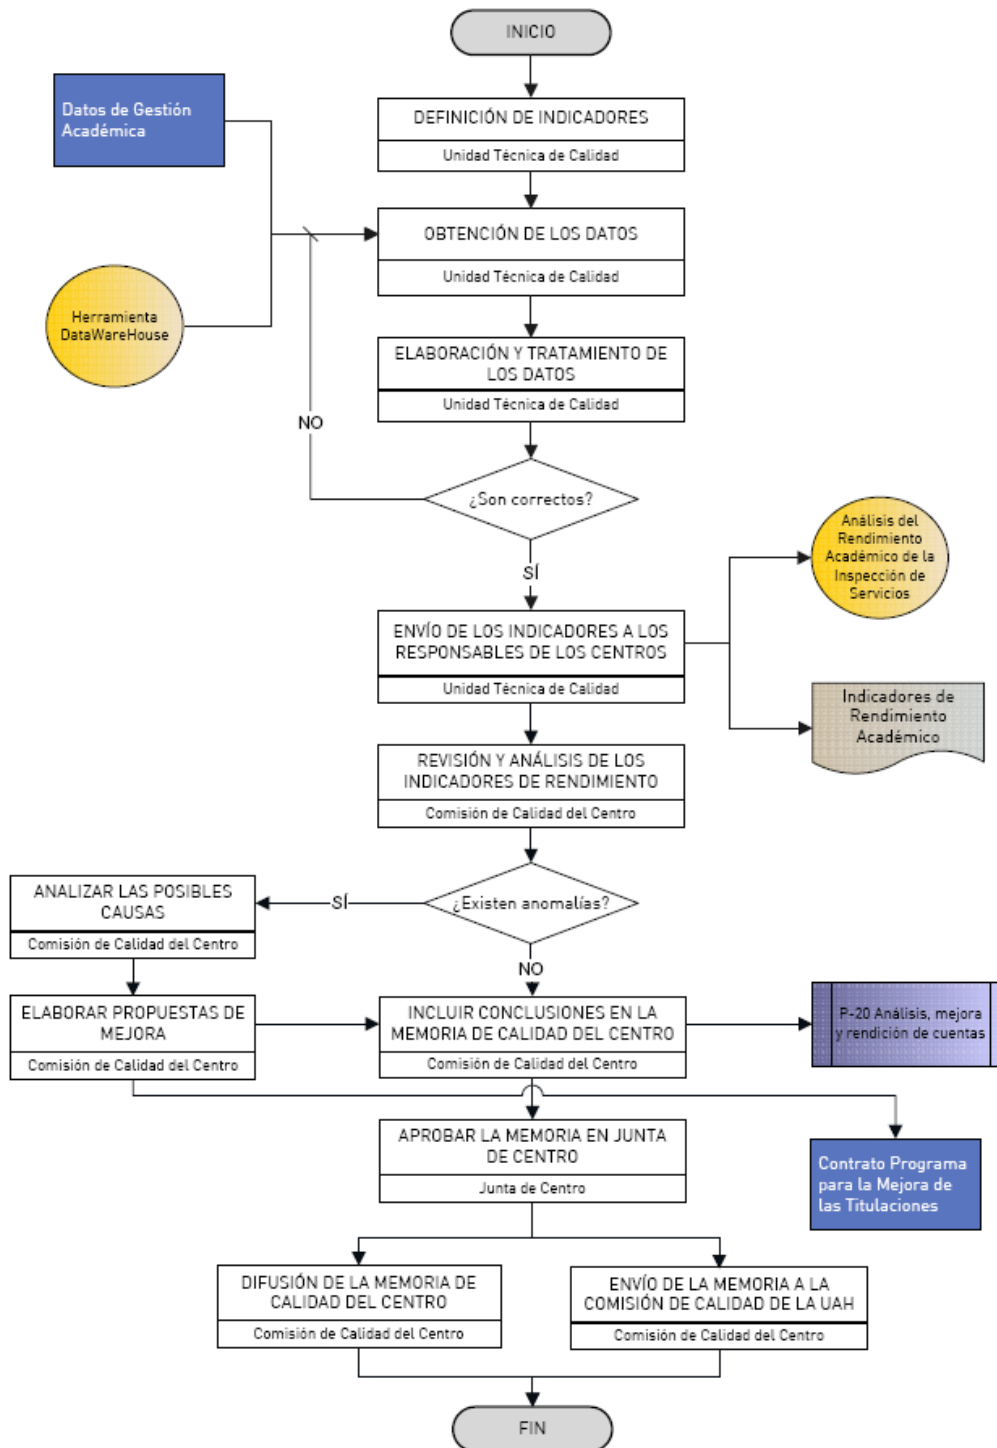 INICIO
Datos de Gestión
Académica
DEFINICIÓN DE INDICADORES
Unidad Técnica de Calidad
OBTENCIÓN DE LOS DATOS
Unidad Técnica de Calidad
Herramienta
DataWareHouse
ELABORACIÓN Y TRATAMIENTO DE
LOS DATOS
Unidad Técnica de Calidad
NO
¿Son correctos?
SÍ
Análisis del
Rendimiento
Académico de la
Inspección de
Servicios
ENVÍO DE LOS INDICADORES A LOS
RESPONSABLES DE LOS CENTROS
Unidad Técnica de Calidad
Indicadores de
Rendimiento
Académico
REVISIÓN Y ANÁLISIS DE LOS
INDICADORES DE RENDIMIENTO
Comisión de Calidad del Centro
¿Existen anomalías?
SÍ
ANALIZAR LAS POSIBLES
CAUSAS
Comisión de Calidad del Centro
NO
ELABORAR PROPUESTAS DE
MEJORA
Comisión de Calidad del Centro
INCLUIR CONCLUSIONES EN LA
MEMORIA DE CALIDAD DEL CENTRO
Comisión de Calidad del Centro
P-20 Análisis, mejora
y rendición de cuentas
APROBAR LA MEMORIA EN JUNTA
DE CENTRO
Junta de Centro
Contrato Programa
para la Mejora de
las Titulaciones
DIFUSIÓN DE LA MEMORIA DE
CALIDAD DEL CENTRO
Comisión de Calidad del Centro
ENVÍO DE LA MEMORIA A LA
COMISIÓN DE CALIDAD DE LA UAH
Comisión de Calidad del Centro
FIN